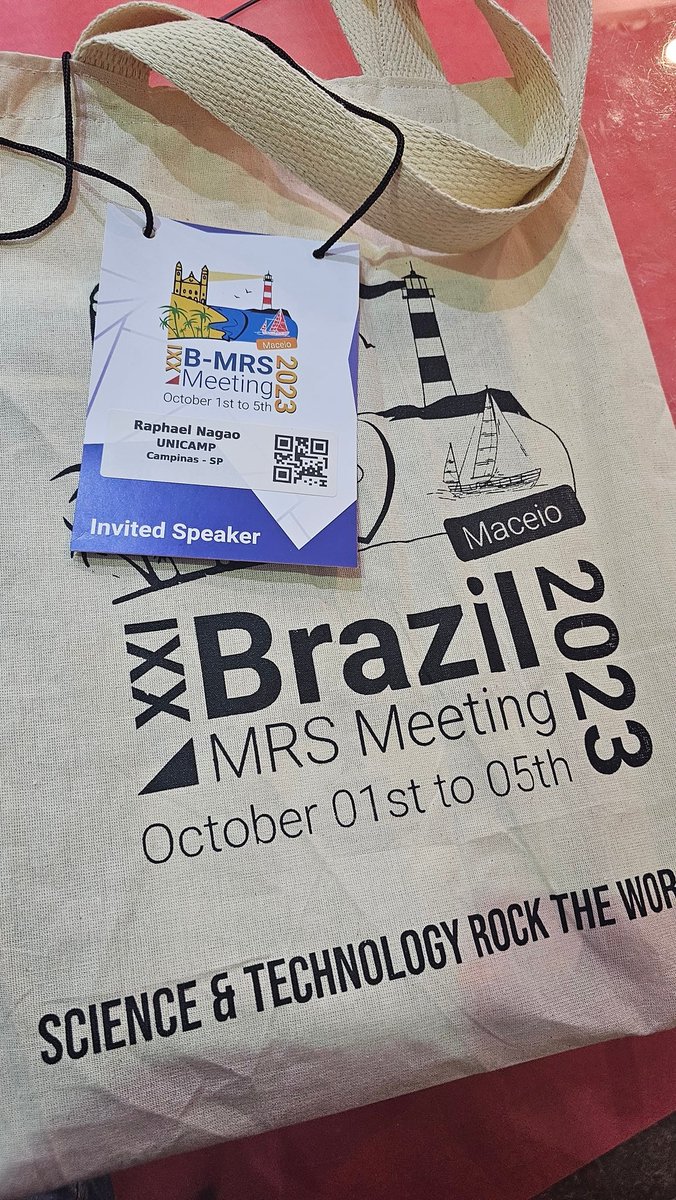 Maceio
XXI
B-MRS
Meeting
2023
October 1st to 5th
Raphael Nagao
UNICAMP
Campinas - SP
Invited Speaker
Maceio
XXI
Brazil
MRS Meeting
2023
October 01st to 05th
SCIENCE & TECHNOLOGY ROCK THE WOR